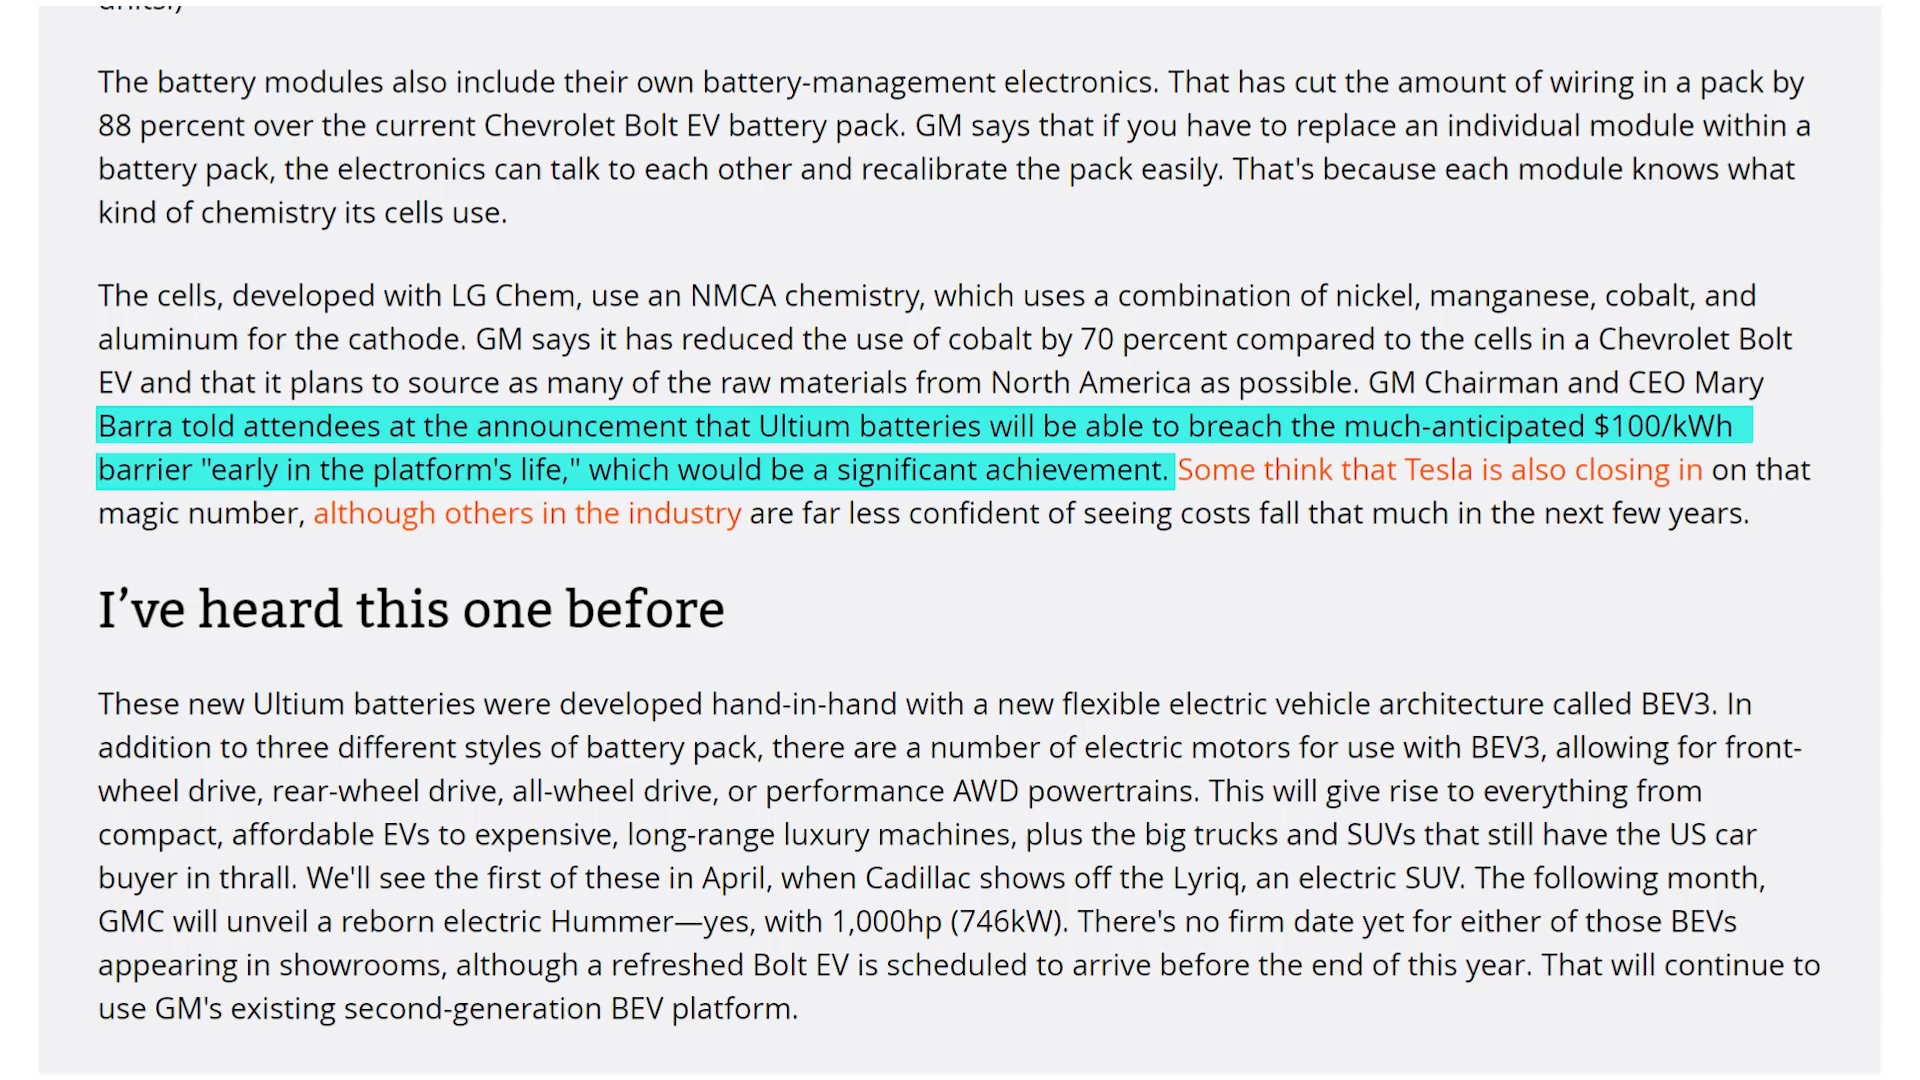 units.)
The battery modules also include their own battery-management electronics. That has cut the amount of wiring in a pack by
88 percent over the current Chevrolet Bolt EV battery pack. GM says that if you have to replace an individual module within a
battery pack, the electronics can talk to each other and recalibrate the pack easily. That's because each module knows what
kind of chemistry its cells use.
The cells, developed with LG Chem, use an NMCA chemistry, which uses a combination of nickel, manganese, cobalt, and
aluminum for the cathode. GM says it has reduced the use of cobalt by 70 percent compared to the cells in a Chevrolet Bolt
EV and that it plans to source as many of the raw materials from North America as possible. GM Chairman and CEO Mary
Barra told attendees at the announcement that Ultium batteries will be able to breach the much-anticipated $100/kWh
barrier "early in the platform's life," which would be a significant achievement. Some think that Tesla is also closing in on that
magic number, although others in the industry are far less confident of seeing costs fall that much in the next few years.
I’ve heard this one before
These new Ultium batteries were developed hand-in-hand with a new flexible electric vehicle architecture called BEV3. In
addition to three different styles of battery pack, there are a number of electric motors for use with BEV3, allowing for front-
wheel drive, rear-wheel drive, all-wheel drive, or performance AWD powertrains. This will give rise to everything from
compact, affordable EVs to expensive, long-range luxury machines, plus the big trucks and SUVs that still have the US car
buyer in thrall. We'll see the first of these in April, when Cadillac shows off the Lyriq, an electric SUV. The following month,
GMC will unveil a reborn electric Hummer—yes, with 1,000hp (746kW). There's no firm date yet for either of those BEVs
appearing in showrooms, although a refreshed Bolt EV is scheduled to arrive before the end of this year. That will continue to
use GM's existing second-generation BEV platform.